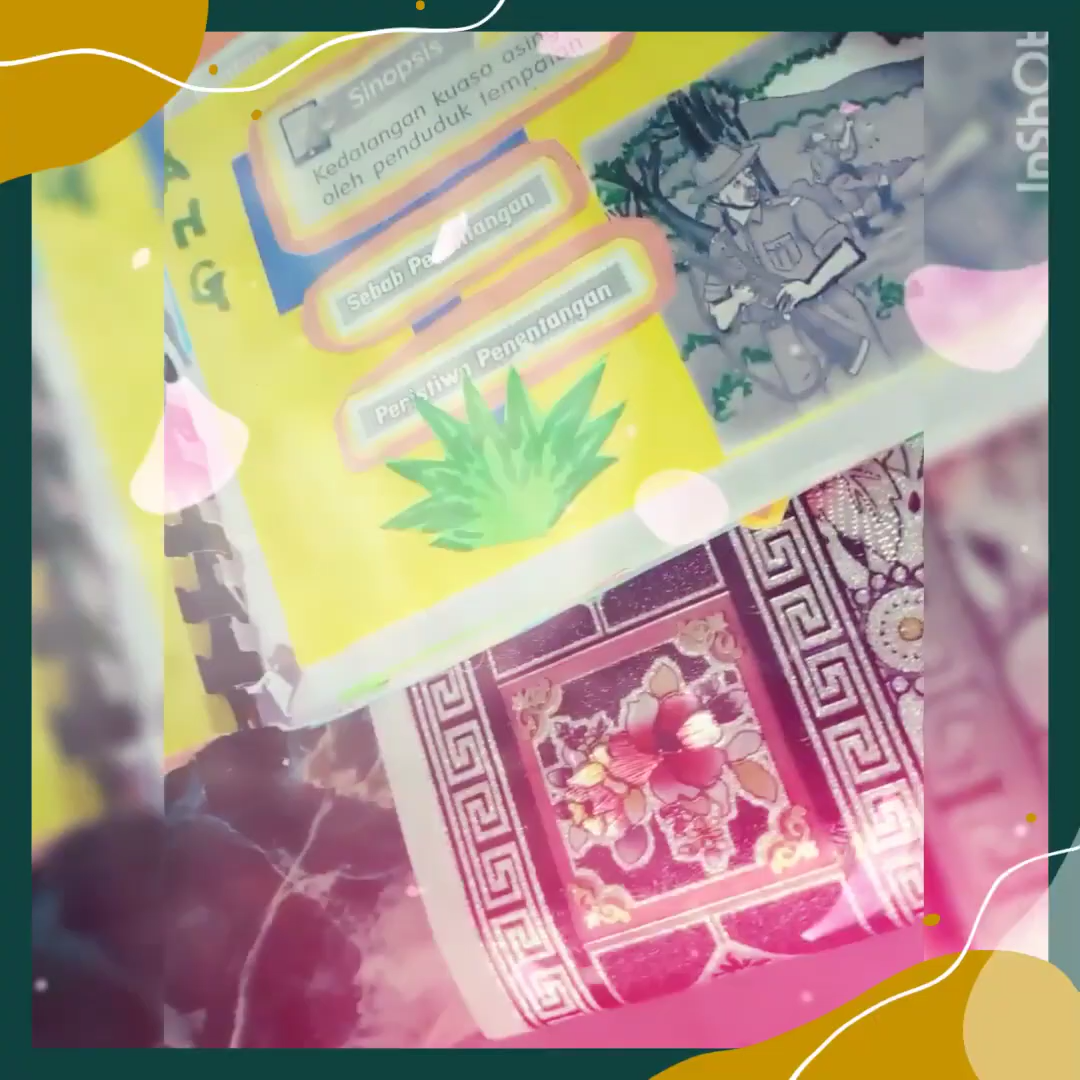 Sinopsis
Kedatangan kuasa asing
oleh penduduk tempatan
Sebab Penentangan
Peristiwa Penentangan
A
H
G
InShOt